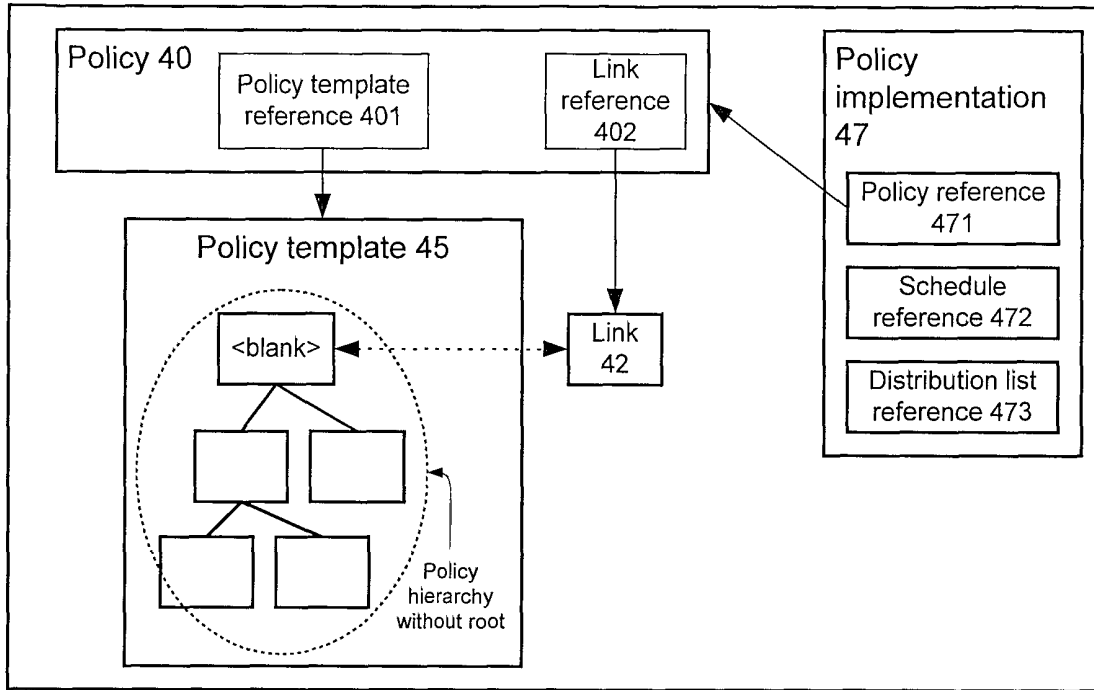 Policy 40
Policy template
reference 401
Link
reference
402
Policy
implementation
47
Policy reference
471
Schedule
reference 472
Distribution list
reference 473
Policy template 45
<blank>
Link
42
Policy
hierarchy
without root